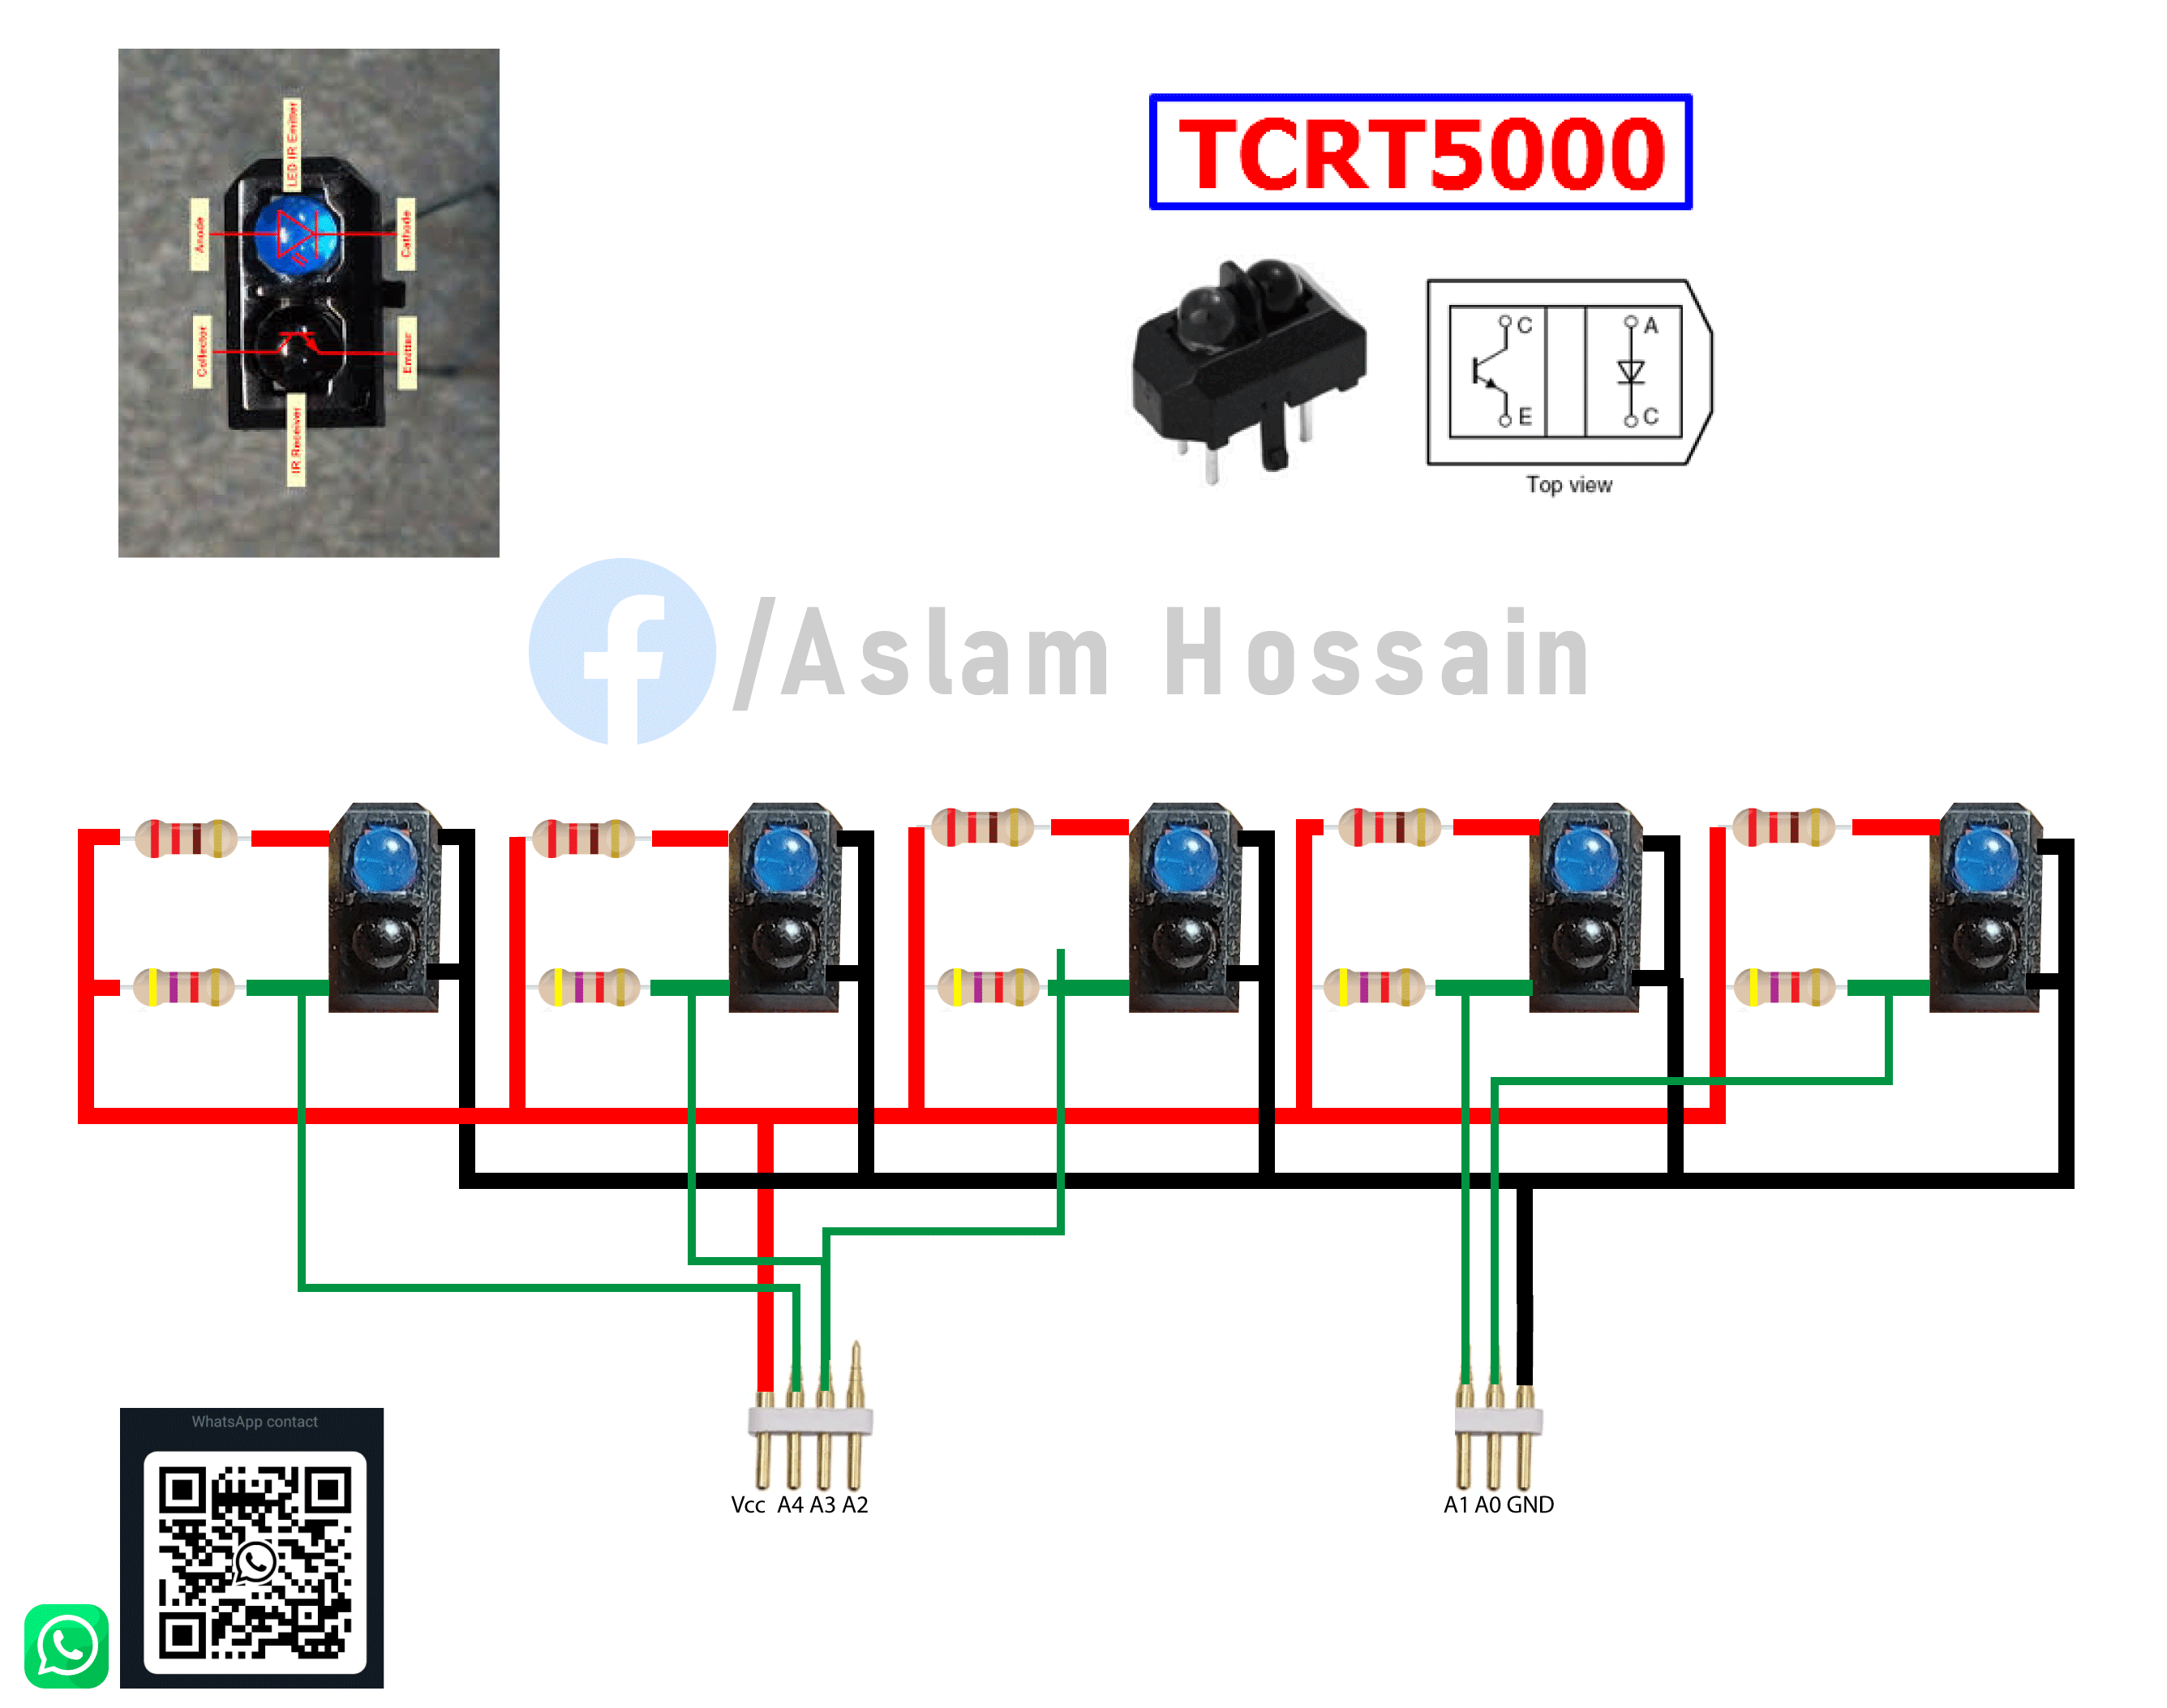 LED IR Emitter
Anode
Cathode
Collector
Emitter
IR Receiver
TCRT5000
C
A
E
C
Top view
/Aslam Hossain
Vcc A4 A3 A2
A1 A0 GND
WhatsApp contact